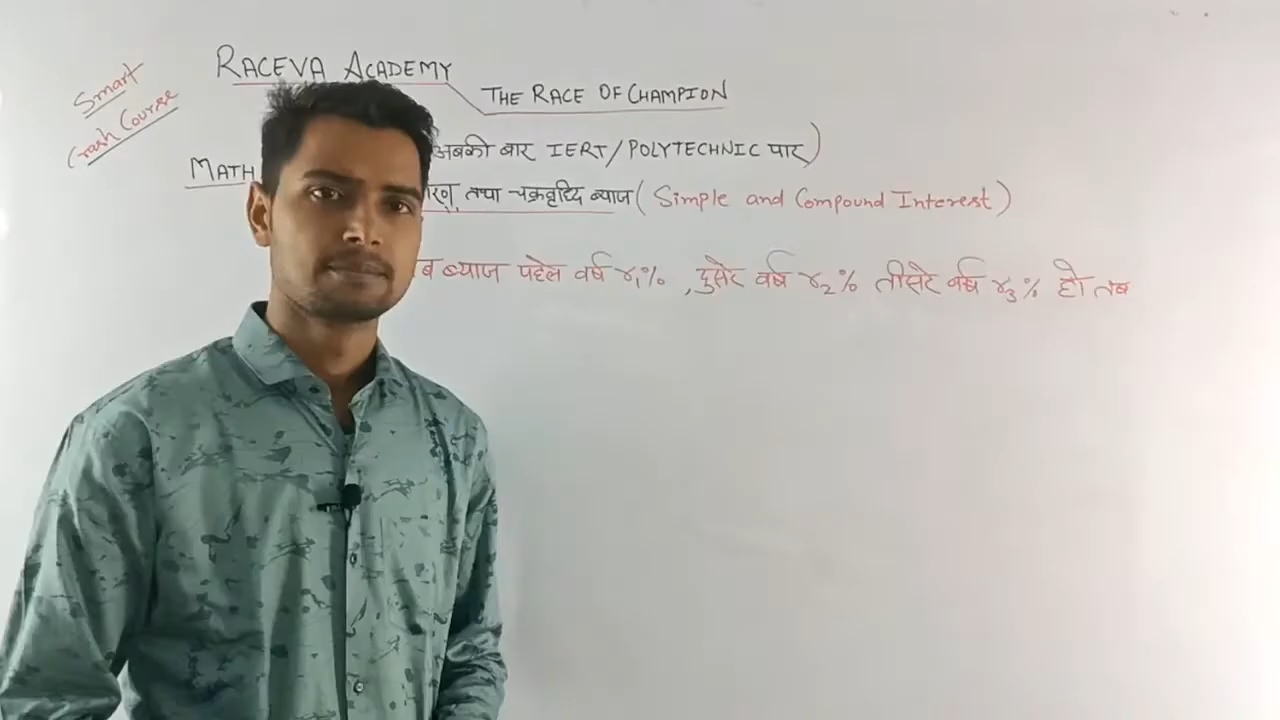 Smart
Crash Course
RACEVA ACADEMY
THE RACE OF CHAMPION
अबकी बार IERT/POLYTECHNIC पार)
MATH
तथा चक्रवृध्दि ब्याज (Simple and Compound Interest)
ब्याज पहले वर्ष r₁%, दुसरे वर्ष r₂% तीसरे वर्ष r₃% हो तब